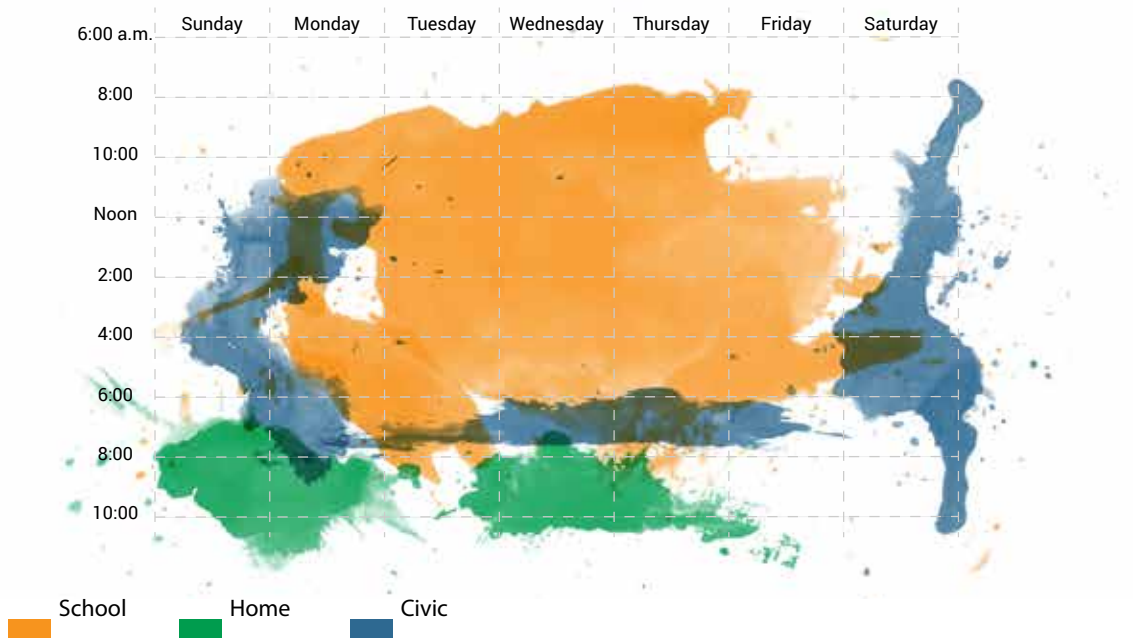 Sunday Monday Tuesday Wednesday Thursday Friday Saturday
6:00 a.m.
8:00
10:00
Noon
2:00
4:00
6:00
8:00
10:00
School Home Civic